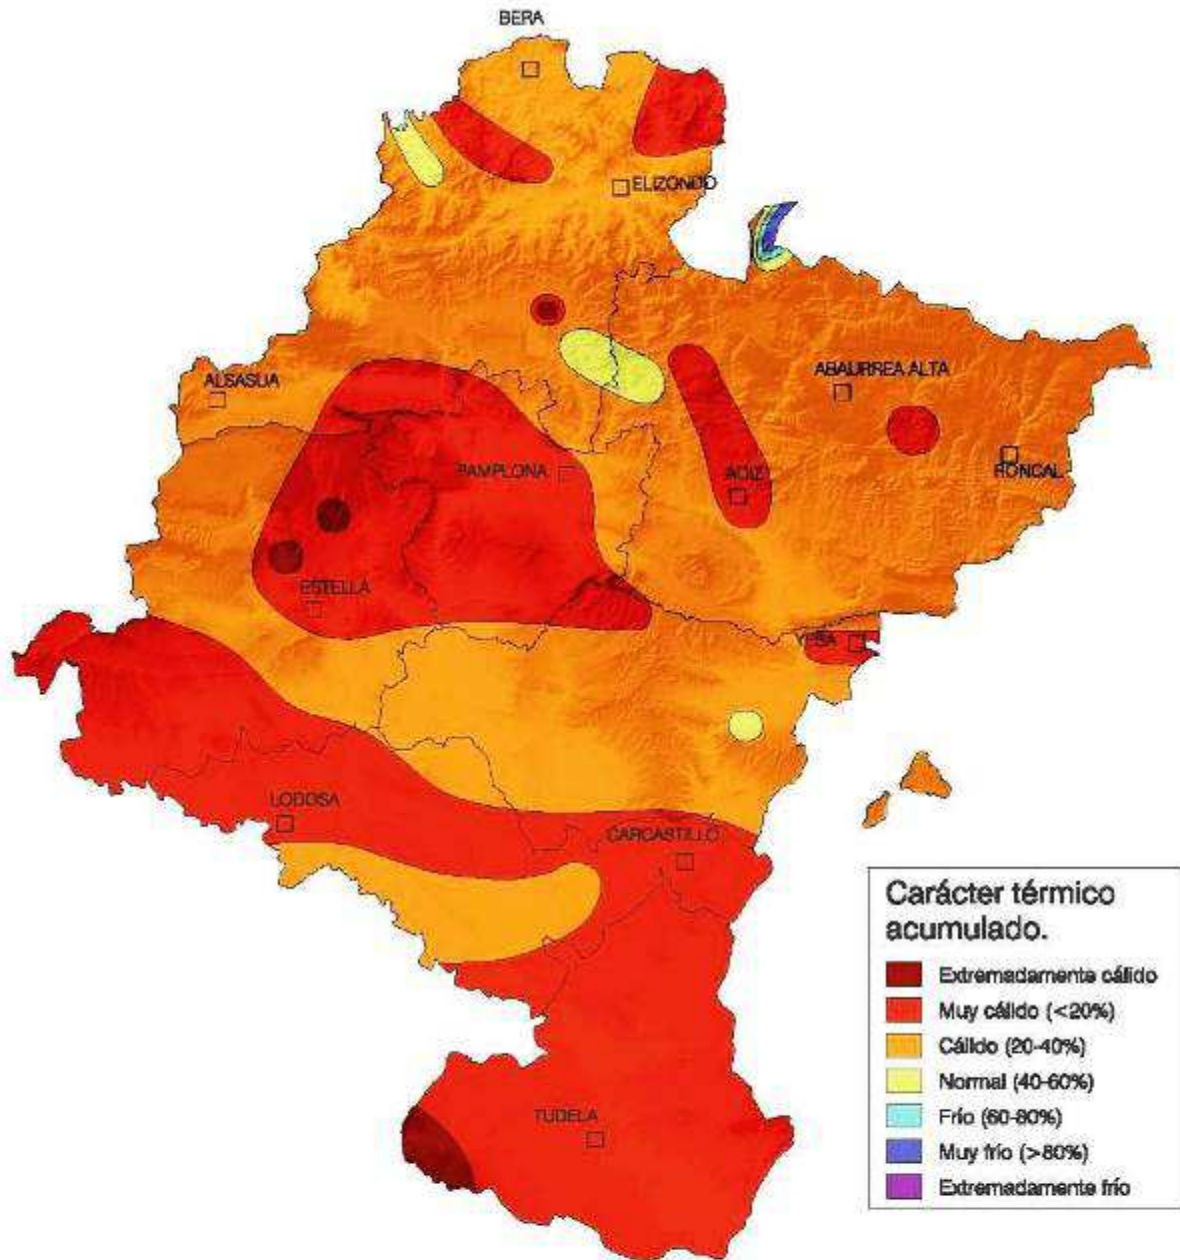 BERA
ELIZONDO
ALSASUA
ABAURREA ALTA
PAMPLONA
AOIZ
RONCAL
ESTELLA
LODOSA
CARCASTILLO
TUDELA
Carácter térmico
acumulado.
Extremadamente cálido
Muy cálido (<20%)
Cálido (20-40%)
Normal (40-60%)
Frío (60-80%)
Muy frío (>80%)
Extremadamente frío